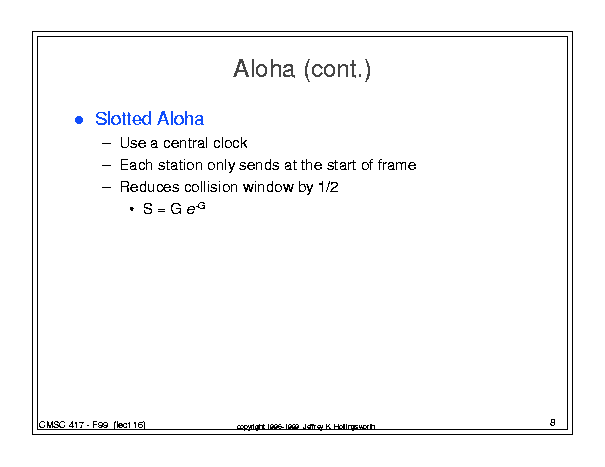 Aloha (cont.)
● Slotted Aloha
– Use a central clock
– Each station only sends at the start of frame
– Reduces collision window by 1/2
• S = G e^-G
CMSC 417 - F99 (lect 16)
copyright 1996-1999 Jeffrey K. Hollingsworth
8